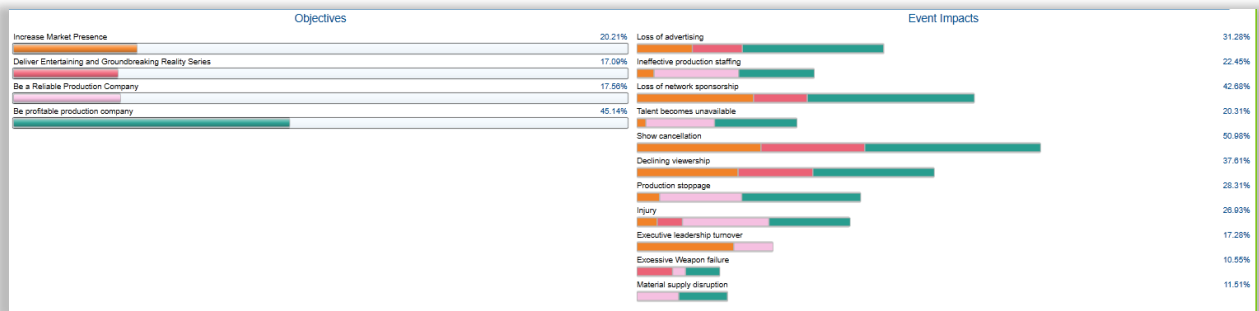 Objectives
Increase Market Presence 20.21%
Deliver Entertaining and Groundbreaking Reality Series 17.09%
Be a Reliable Production Company 17.56%
Be profitable production company 45.14%
Event Impacts
Loss of advertising 31.28%
Ineffective production staffing 22.45%
Loss of network sponsorship 42.68%
Talent becomes unavailable 20.31%
Show cancellation 50.98%
Declining viewership 37.61%
Production stoppage 28.31%
Injury 26.93%
Executive leadership turnover 17.28%
Excessive Weapon failure 10.55%
Material supply disruption 11.51%